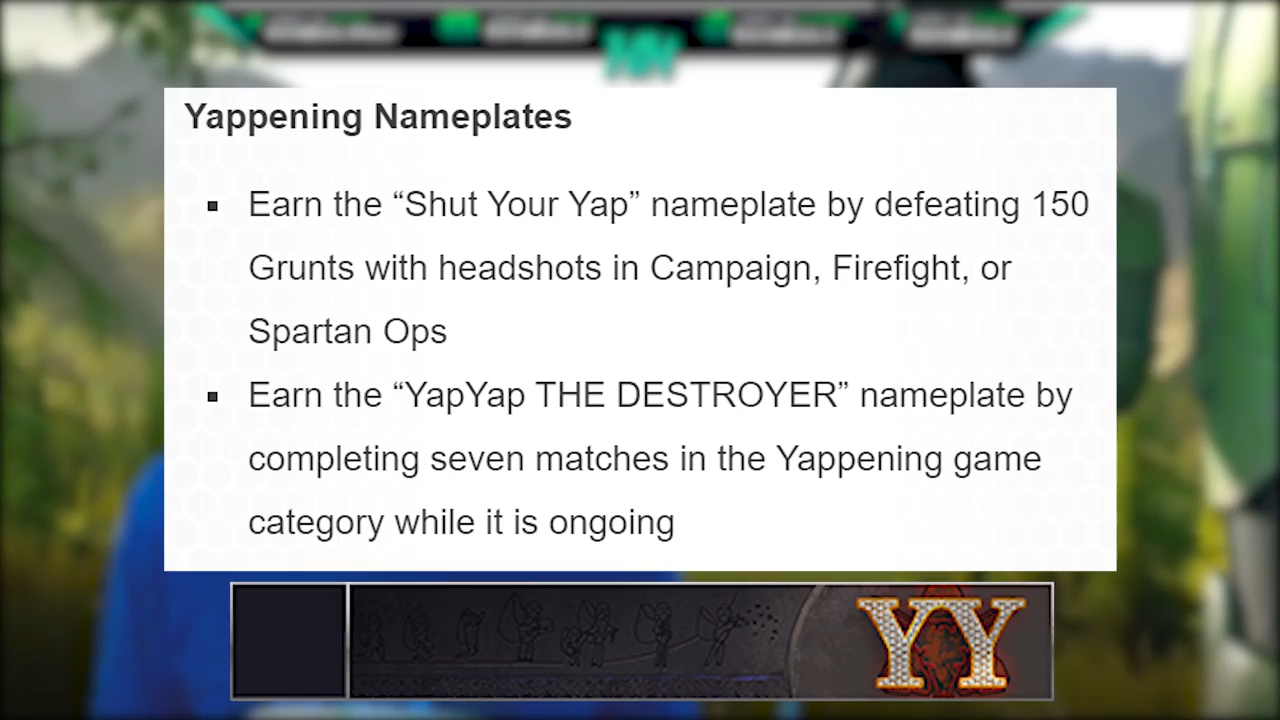 Yappening Nameplates
Earn the “Shut Your Yap” nameplate by defeating 150
Grunts with headshots in Campaign, Firefight, or
Spartan Ops
Earn the “YapYap THE DESTROYER” nameplate by
completing seven matches in the Yappening game
category while it is ongoing
YY